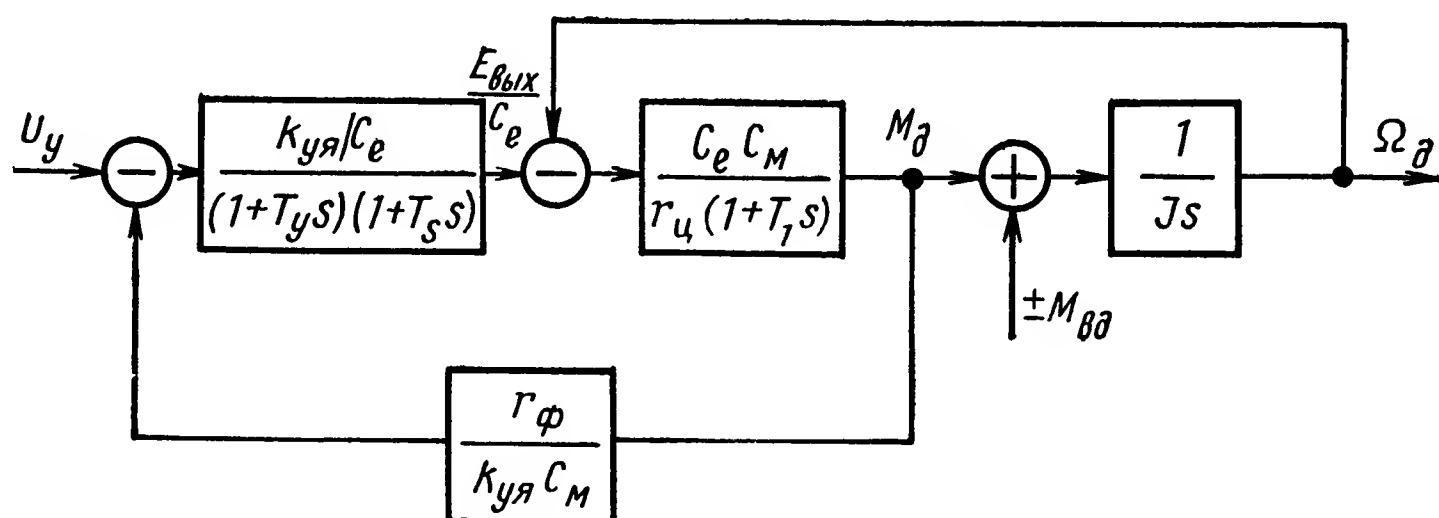 U_y
−
k_уя/C_e
(1+T_y s)(1+T_s s)
E_вых
C_e
−
C_e C_м
r_ц (1+T_1 s)
M_д
+
±M_вд
1
Js
Ω_д
r_ф
k_уя C_м